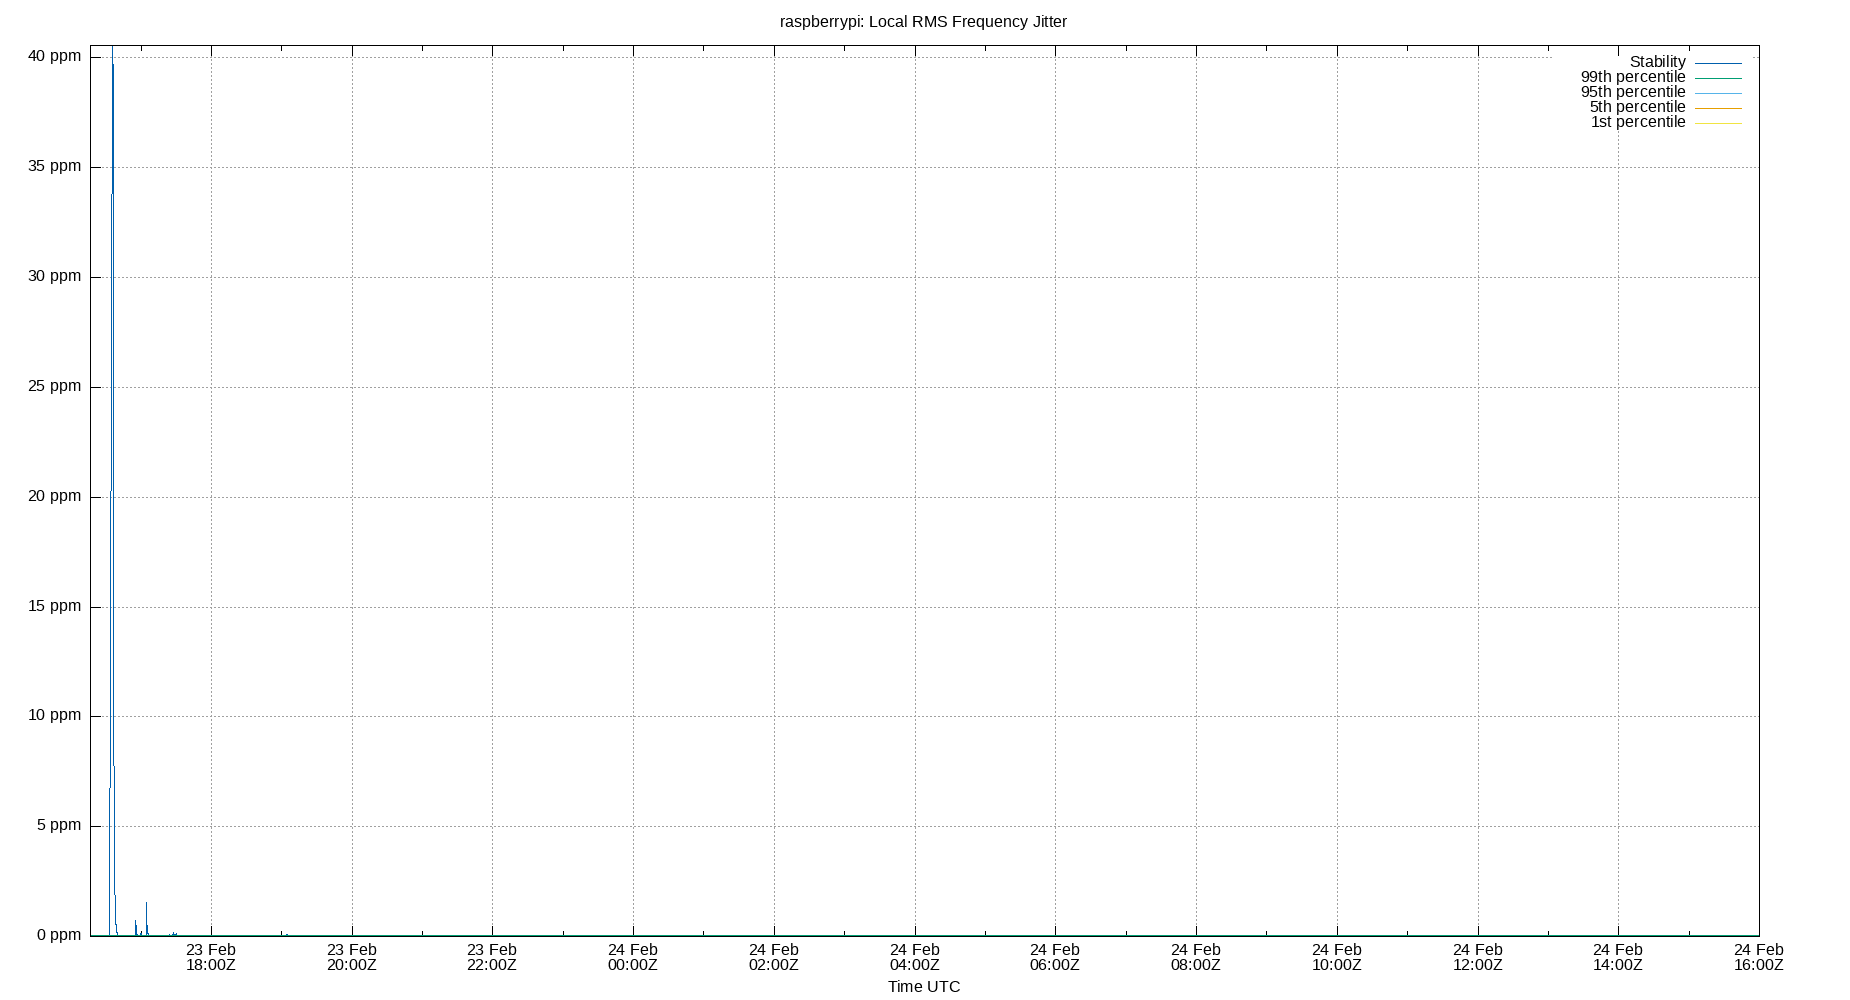 raspberrypi: Local RMS Frequency Jitter
40 ppm
35 ppm
30 ppm
25 ppm
20 ppm
15 ppm
10 ppm
5 ppm
0 ppm
Stability
99th percentile
95th percentile
5th percentile
1st percentile
23 Feb 23 Feb 23 Feb 24 Feb 24 Feb 24 Feb 24 Feb 24 Feb 24 Feb 24 Feb 24 Feb 24 Feb
18:00Z 20:00Z 22:00Z 00:00Z 02:00Z 04:00Z 06:00Z 08:00Z 10:00Z 12:00Z 14:00Z 16:00Z
Time UTC